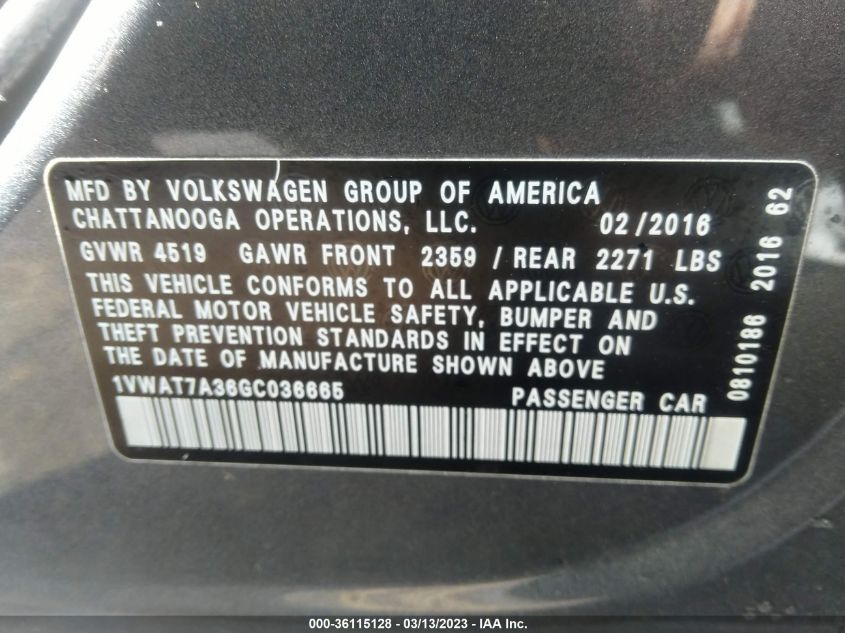 MFD BY VOLKSWAGEN GROUP OF AMERICA
CHATTANOOGA OPERATIONS, LLC. 02/2016
GVWR 4519 GAWR FRONT 2359 / REAR 2271 LBS
THIS VEHICLE CONFORMS TO ALL APPLICABLE U.S.
FEDERAL MOTOR VEHICLE SAFETY, BUMPER AND
THEFT PREVENTION STANDARDS IN EFFECT ON
THE DATE OF MANUFACTURE SHOWN ABOVE
1VWAT7A36GC036665 PASSENGER CAR
0810186 2016 62
000-36115128 - 03/13/2023 - IAA Inc.